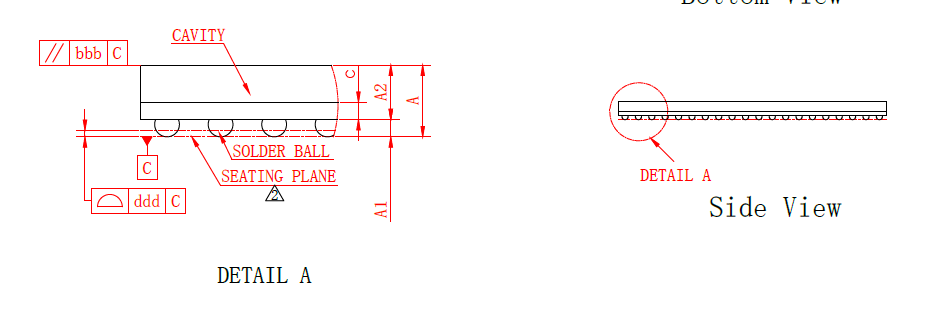 Bottom View
CAVITY
// bbb C
c
A2
A
SOLDER BALL
C
SEATING PLANE
2
ddd C
A1
DETAIL A
DETAIL A
Side View